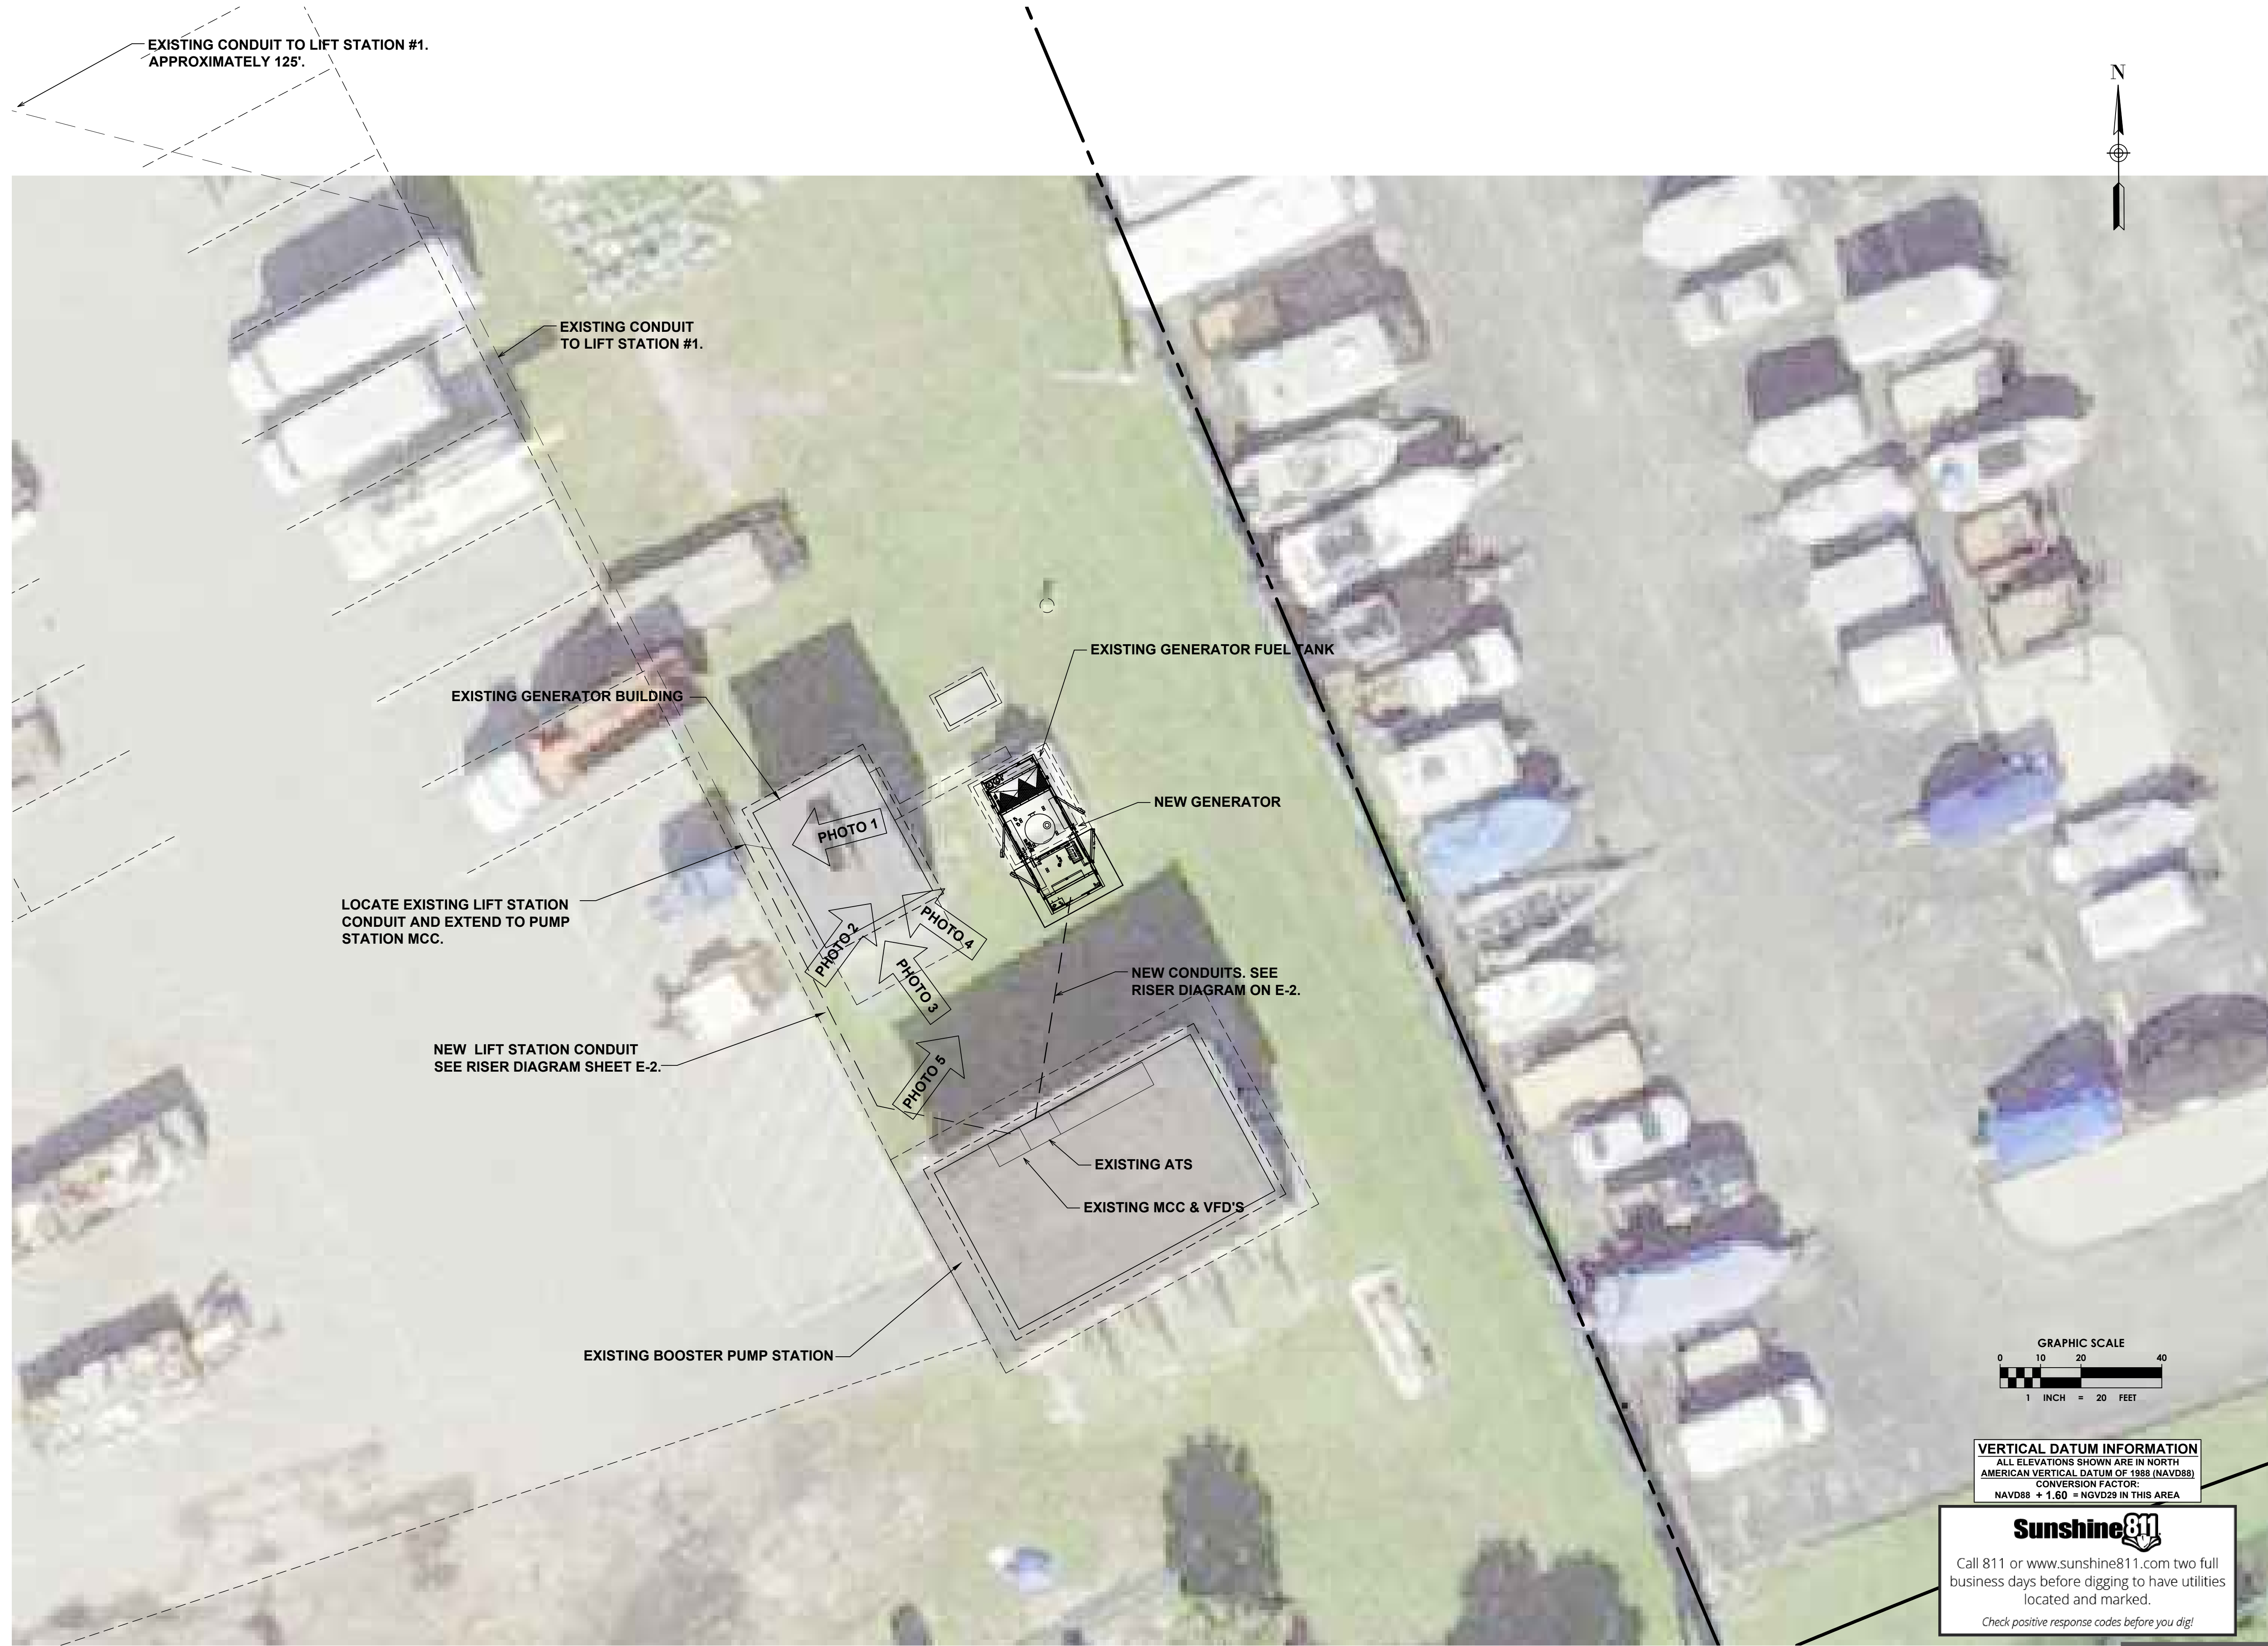 EXISTING CONDUIT TO LIFT STATION #1.
APPROXIMATELY 125'.
N
EXISTING CONDUIT
TO LIFT STATION #1.
EXISTING GENERATOR FUEL TANK
EXISTING GENERATOR BUILDING
NEW GENERATOR
PHOTO 1
LOCATE EXISTING LIFT STATION
CONDUIT AND EXTEND TO PUMP
STATION MCC.
PHOTO 2
PHOTO 4
PHOTO 3
NEW CONDUITS. SEE
RISER DIAGRAM ON E-2.
NEW LIFT STATION CONDUIT
SEE RISER DIAGRAM SHEET E-2.
PHOTO 5
EXISTING ATS
EXISTING MCC & VFD'S
EXISTING BOOSTER PUMP STATION
GRAPHIC SCALE
0 10 20 40
1 INCH = 20 FEET
VERTICAL DATUM INFORMATION
ALL ELEVATIONS SHOWN ARE IN NORTH
AMERICAN VERTICAL DATUM OF 1988 (NAVD88)
CONVERSION FACTOR:
NAVD88 + 1.60 = NGVD29 IN THIS AREA
Sunshine811
Call 811 or www.sunshine811.com two full
business days before digging to have utilities
located and marked.
Check positive response codes before you dig!